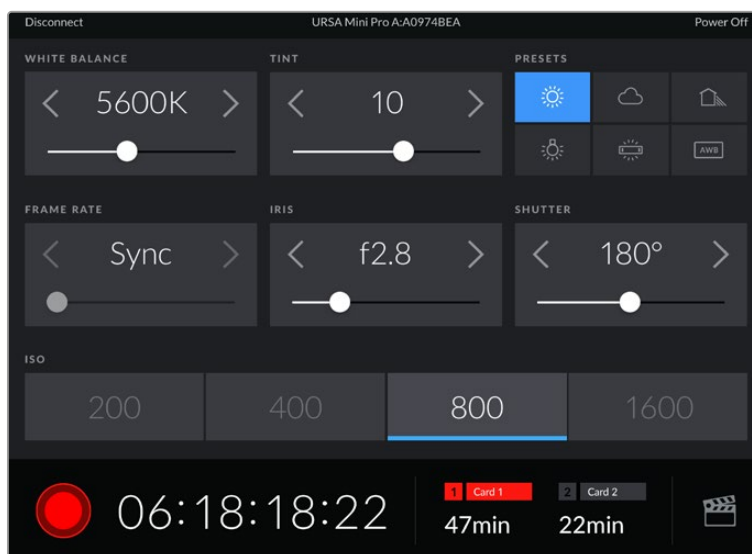 Disconnect URSA Mini Pro A:A0974BEA Power Off
WHITE BALANCE TINT PRESETS
5600K 10
AWB
FRAME RATE IRIS SHUTTER
Sync f2.8 180°
ISO
200 400 800 1600
06:18:18:22
1 Card 1 2 Card 2
47min 22min